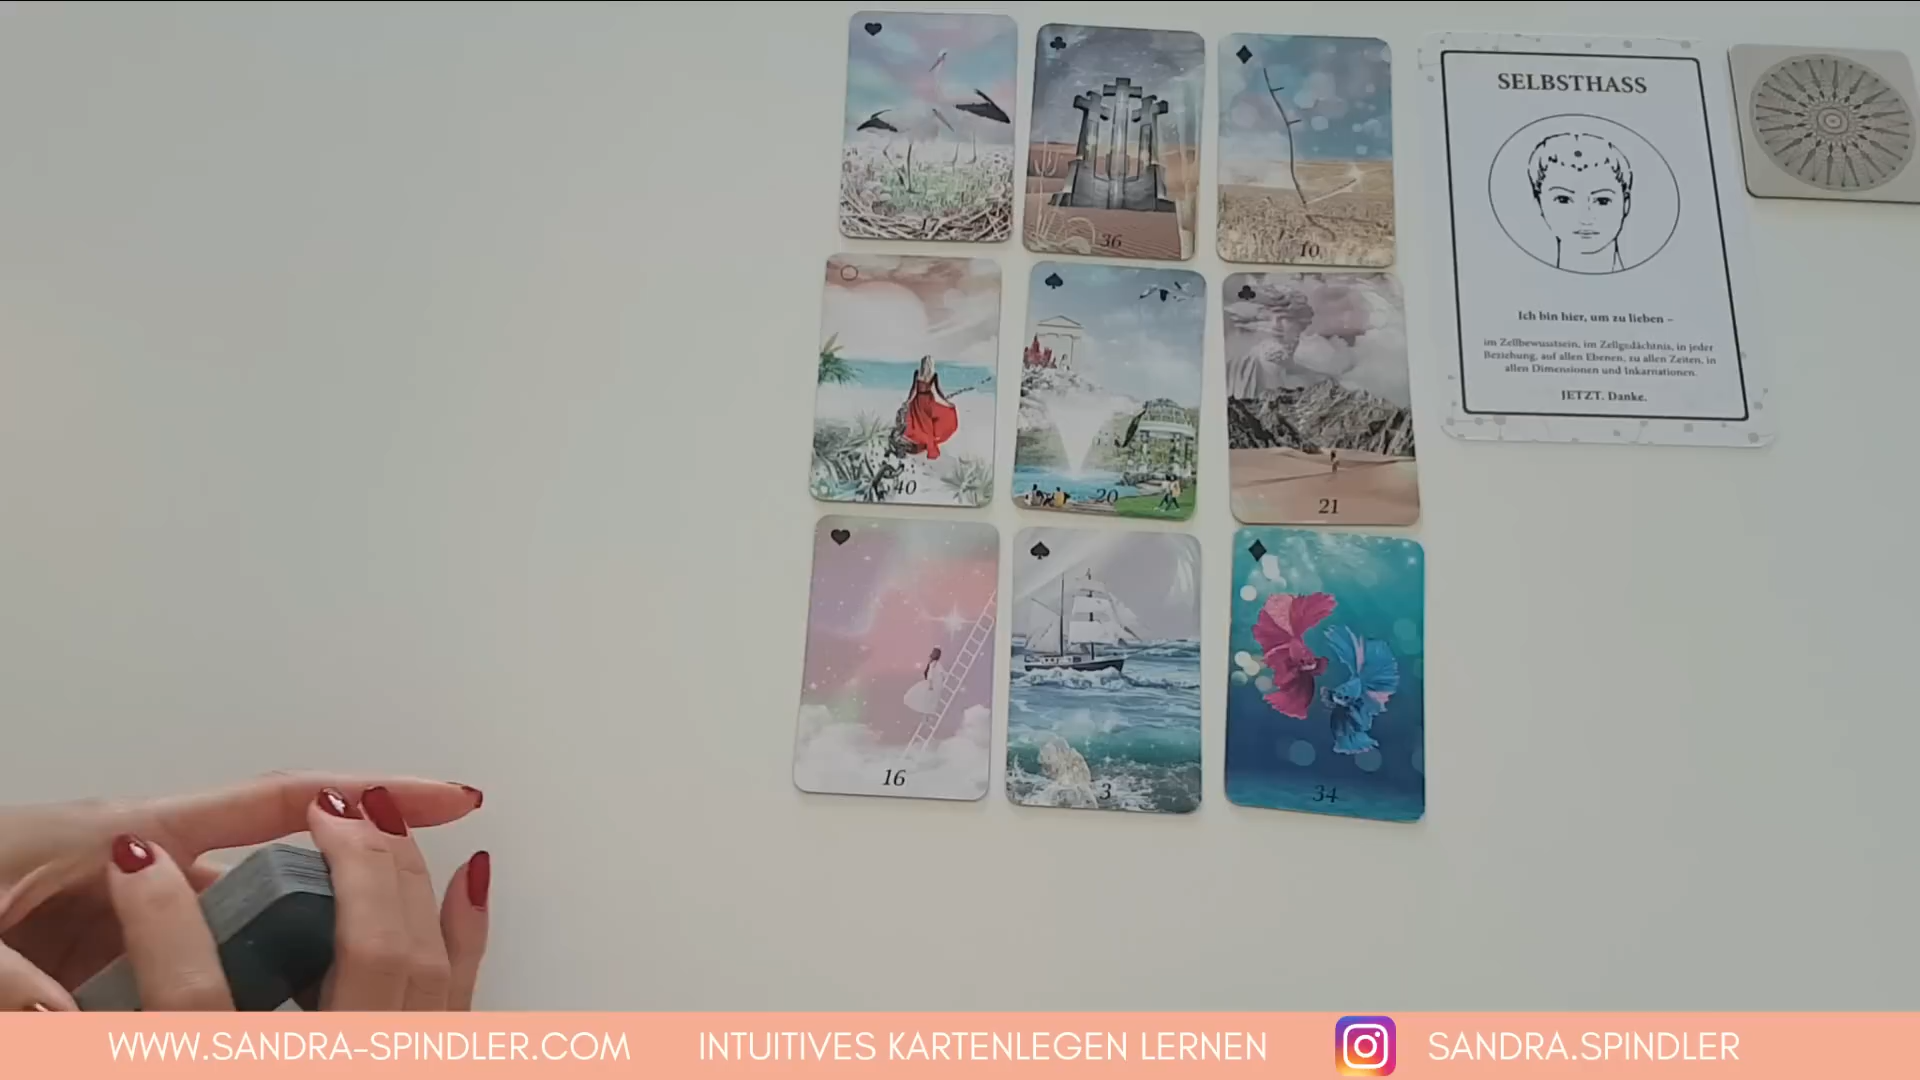 17
36
10
40
20
21
16
3
34
SELBSTHASS
Ich bin hier, um zu lieben –
im Zellbewusstsein, im Zellgedächtnis, in jeder
Beziehung, auf allen Ebenen, zu allen Zeiten, in
allen Dimensionen und Inkarnationen.
JETZT. Danke.
WWW.SANDRA-SPINDLER.COM INTUITIVES KARTENLEGEN LERNEN SANDRA.SPINDLER